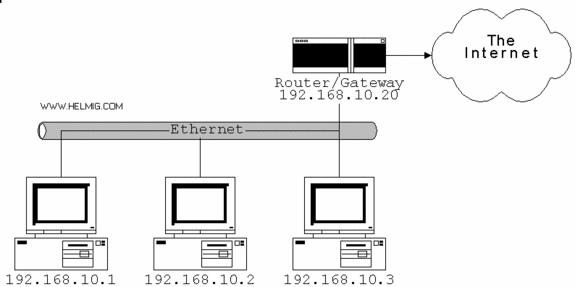 The
Internet
Router/Gateway
192.168.10.20
WWW.HELMIG.COM
Ethernet
192.168.10.1
192.168.10.2
192.168.10.3